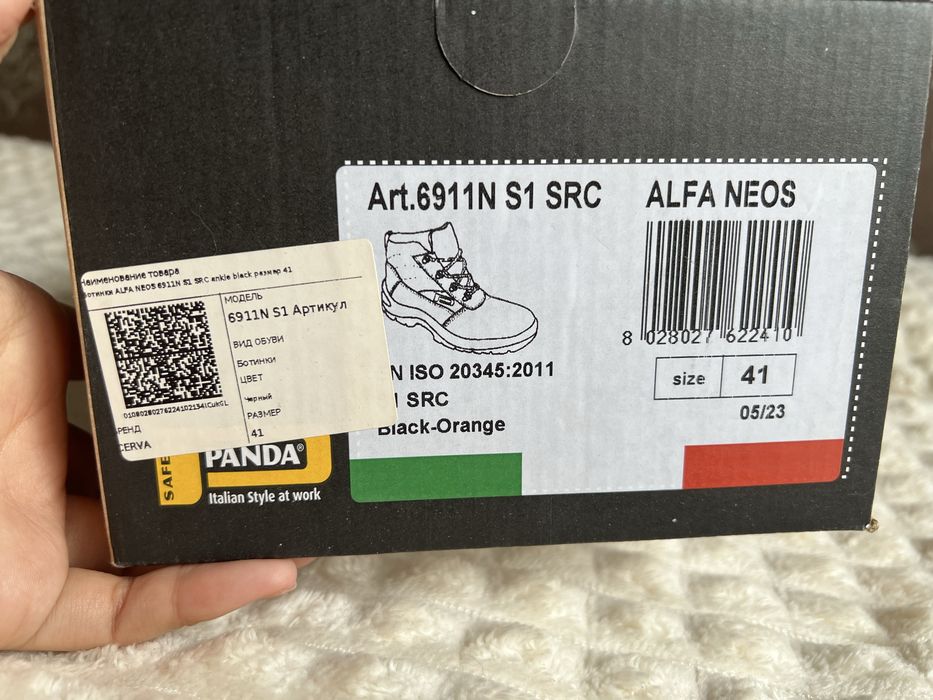 Art.6911N S1 SRC
ALFA NEOS
8 028027 622410
size 41
05/23
N ISO 20345:2011
SRC
Black-Orange
наименование товара
ботинки ALFA NEOS 6911N S1 SRC ankle black размер 41
МОДЕЛЬ
6911N S1 Артикул
ВИД ОБУВИ
Ботинки
ЦВЕТ
Черный
РАЗМЕР
41
РЕНД
CERVA
SAFE
PANDA®
Italian Style at work